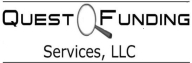 QUEST FUNDING
Services, LLC